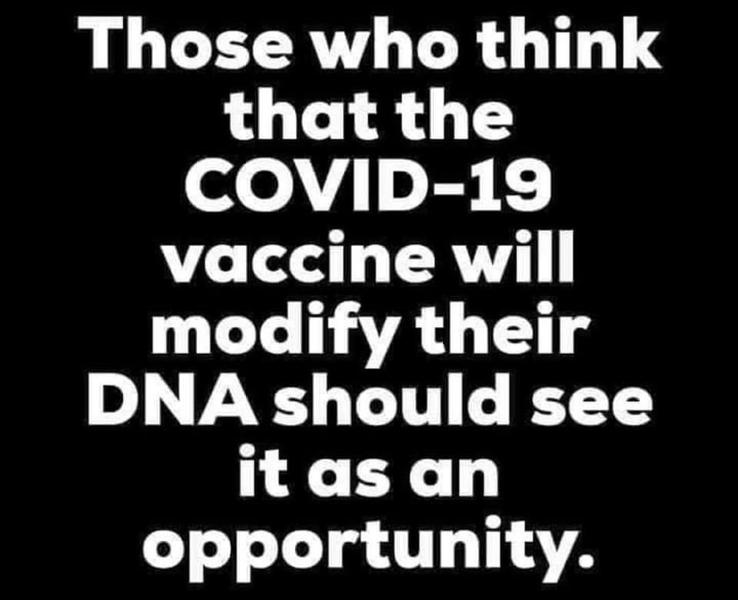 Those who think
that the
COVID-19
vaccine will
modify their
DNA should see
it as an
opportunity.